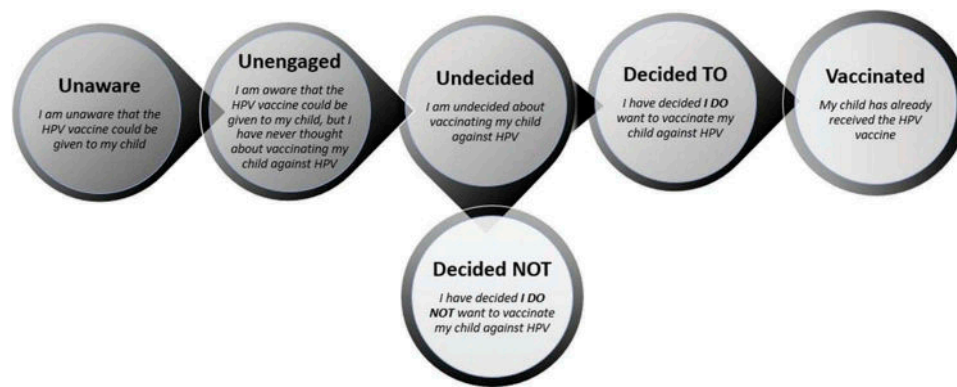 Unaware
I am unaware that the
HPV vaccine could be
given to my child
Unengaged
I am aware that the
HPV vaccine could be
given to my child, but I
have never thought
about vaccinating my
child against HPV
Undecided
I am undecided about
vaccinating my child
against HPV
Decided TO
I have decided I DO
want to vaccinate my
child against HPV
Vaccinated
My child has already
received the HPV
vaccine
Decided NOT
I have decided I DO
NOT want to vaccinate
my child against HPV